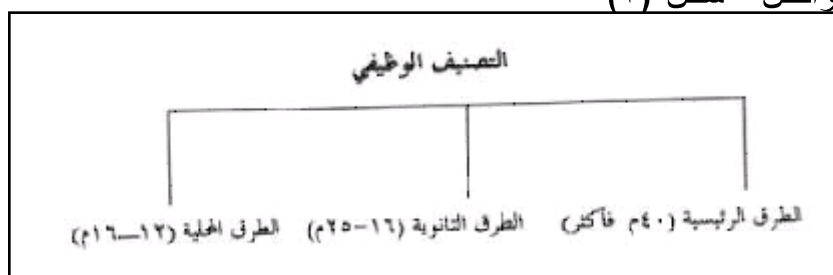 التصنيف الوظيفي
الطرق الرئيسية (٤٠م فأكثر) الطرق الثانوية (١٦-٢٥م) الطرق المحلية (١٢-١٦م)